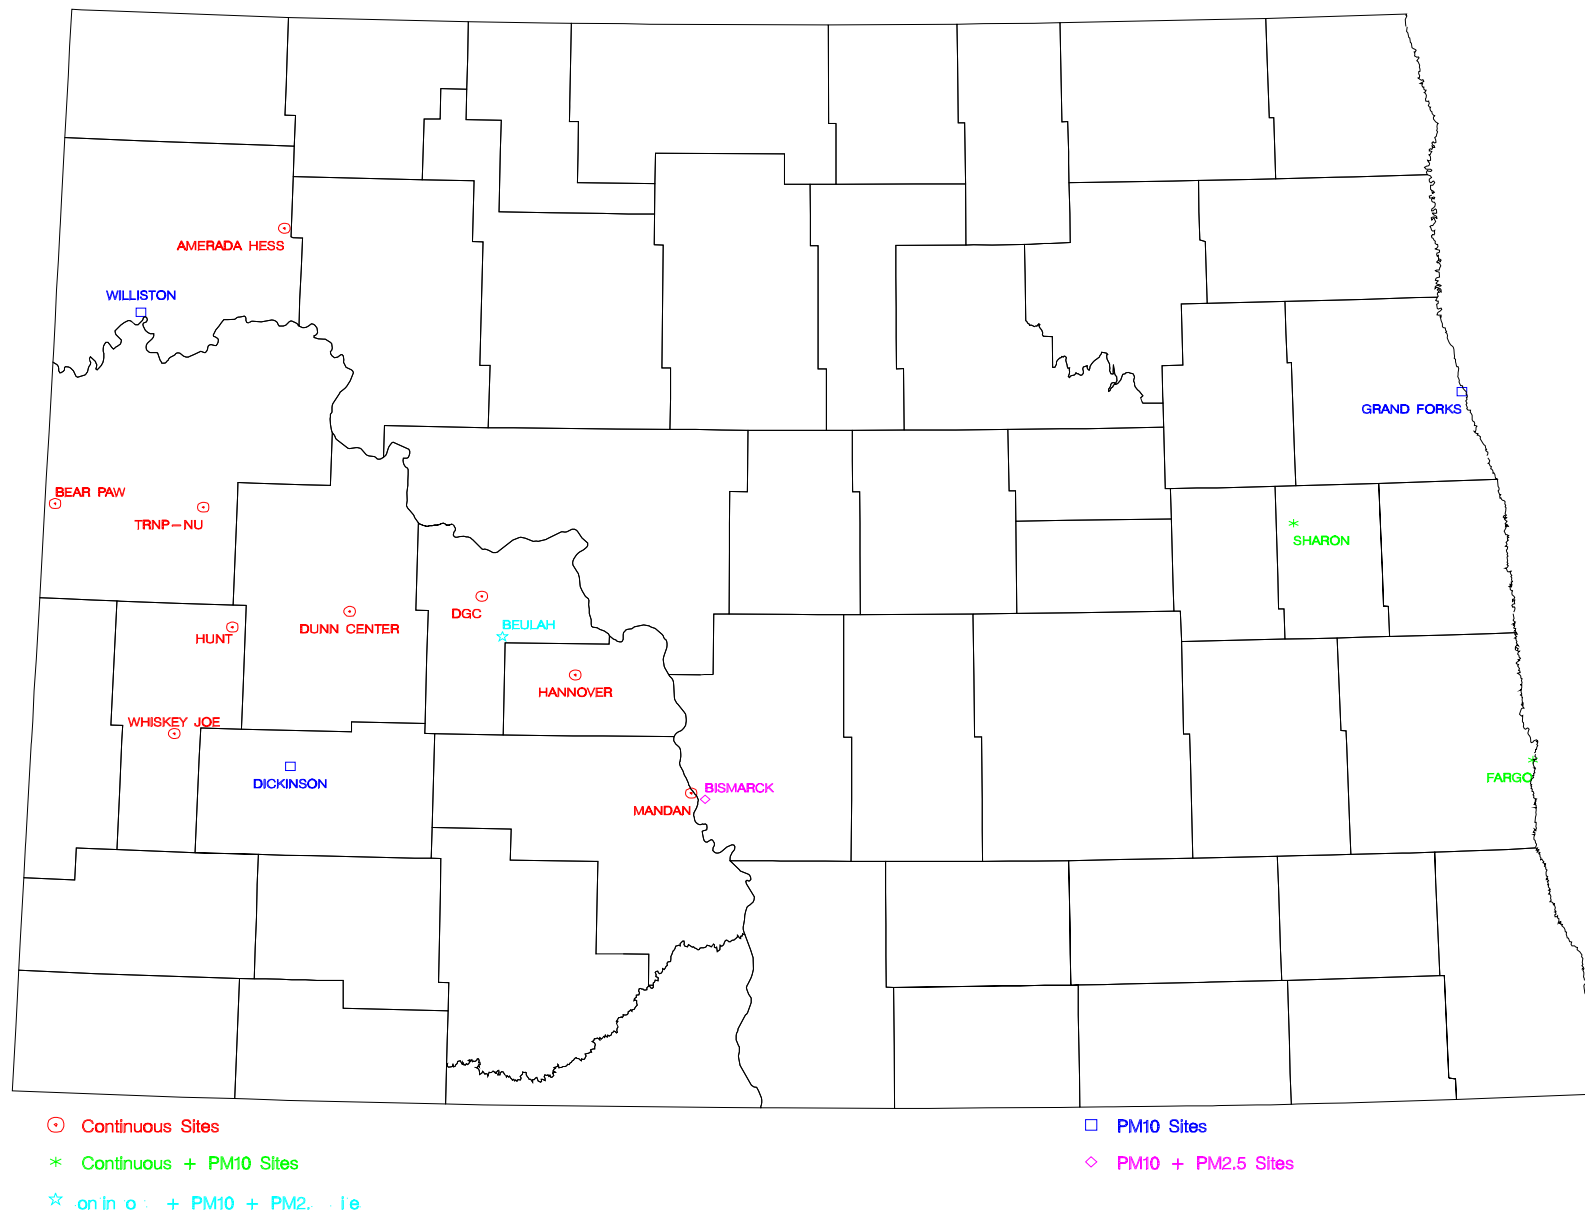 AMERADA HESS
WILLISTON
GRAND FORKS
BEAR PAW
TRNP-NU
SHARON
DGC
BEULAH
DUNN CENTER
HUNT
HANNOVER
WHISKEY JOE
DICKINSON
FARGO
BISMARCK
MANDAN
Continuous Sites
PM10 Sites
Continuous + PM10 Sites
PM10 + PM2.5 Sites
+ PM10 + PM2.